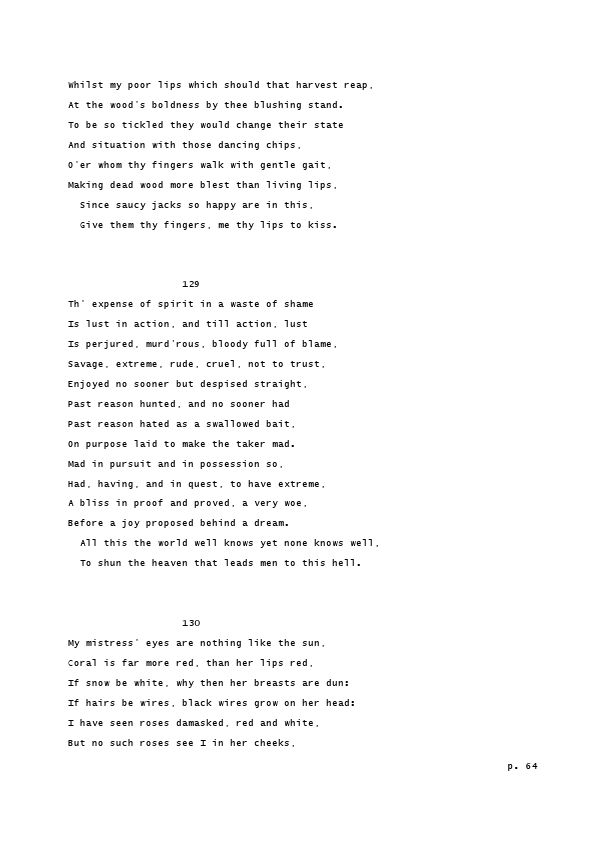 Whilst my poor lips which should that harvest reap,
At the wood's boldness by thee blushing stand.
To be so tickled they would change their state
And situation with those dancing chips,
O'er whom thy fingers walk with gentle gait,
Making dead wood more blest than living lips,
  Since saucy jacks so happy are in this,
  Give them thy fingers, me thy lips to kiss.
129
Th' expense of spirit in a waste of shame
Is lust in action, and till action, lust
Is perjured, murd'rous, bloody full of blame,
Savage, extreme, rude, cruel, not to trust,
Enjoyed no sooner but despised straight,
Past reason hunted, and no sooner had
Past reason hated as a swallowed bait,
On purpose laid to make the taker mad.
Mad in pursuit and in possession so,
Had, having, and in quest, to have extreme,
A bliss in proof and proved, a very woe,
Before a joy proposed behind a dream.
  All this the world well knows yet none knows well,
  To shun the heaven that leads men to this hell.
130
My mistress' eyes are nothing like the sun,
Coral is far more red, than her lips red,
If snow be white, why then her breasts are dun:
If hairs be wires, black wires grow on her head:
I have seen roses damasked, red and white,
But no such roses see I in her cheeks,
p. 64